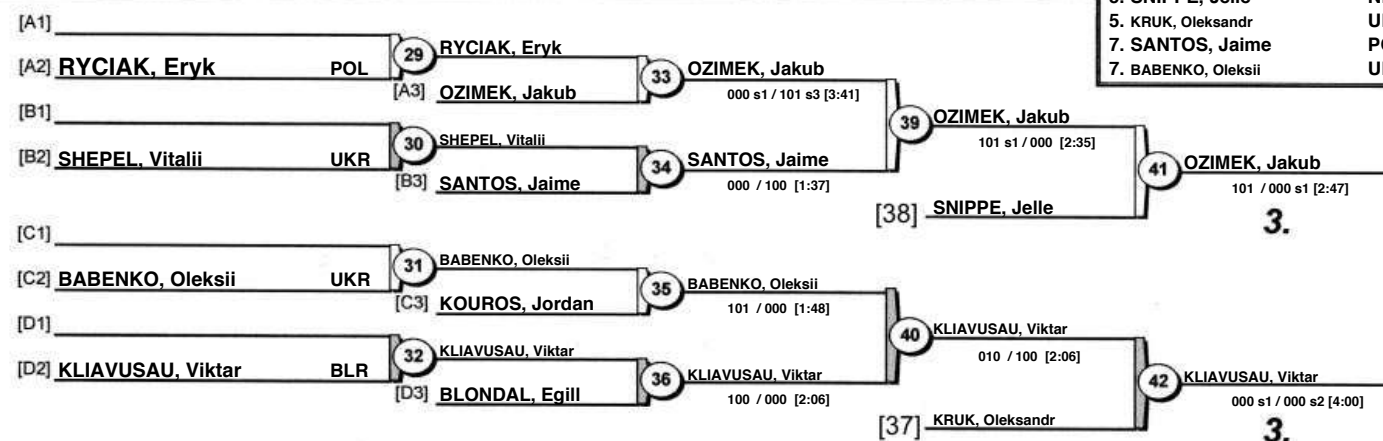 5. SNIPPE, Jelle
5. KRUK, Oleksandr
7. SANTOS, Jaime
7. BABENKO, Oleksii
[A1]
[A2] RYCIAK, Eryk POL
29
RYCIAK, Eryk
[A3] OZIMEK, Jakub
33
OZIMEK, Jakub
000 s1 / 101 s3 [3:41]
[B1]
[B2] SHEPEL, Vitalii UKR
30
SHEPEL, Vitalii
[B3] SANTOS, Jaime
34
SANTOS, Jaime
000 / 100 [1:37]
39
OZIMEK, Jakub
101 s1 / 000 [2:35]
[38] SNIPPE, Jelle
41
OZIMEK, Jakub
101 / 000 s1 [2:47]
3.
[C1]
[C2] BABENKO, Oleksii UKR
31
BABENKO, Oleksii
[C3] KOUROS, Jordan
35
BABENKO, Oleksii
101 / 000 [1:48]
[D1]
[D2] KLIAVUSAU, Viktar BLR
32
KLIAVUSAU, Viktar
[D3] BLONDAL, Egill
36
KLIAVUSAU, Viktar
100 / 000 [2:06]
40
KLIAVUSAU, Viktar
010 / 100 [2:06]
[37] KRUK, Oleksandr
42
KLIAVUSAU, Viktar
000 s1 / 000 s2 [4:00]
3.